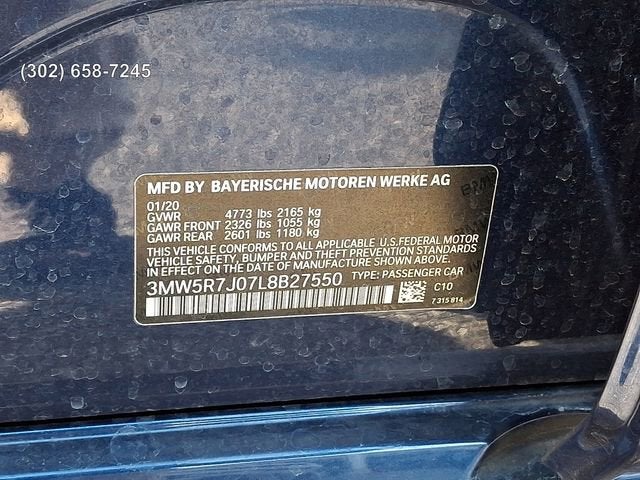 (302) 658-7245
MFD BY BAYERISCHE MOTOREN WERKE AG
01/20
GVWR 4773 lbs 2165 kg
GAWR FRONT 2326 lbs 1055 kg
GAWR REAR 2601 lbs 1180 kg
THIS VEHICLE CONFORMS TO ALL APPLICABLE U.S.FEDERAL MOTOR
VEHICLE SAFETY, BUMPER AND THEFT PREVENTION STANDARDS
IN EFFECT ON THE DATE OF MANUFACTURE SHOWN ABOVE.
3MW5R7J07L8B27550 TYPE: PASSENGER CAR
C10
7 315 814